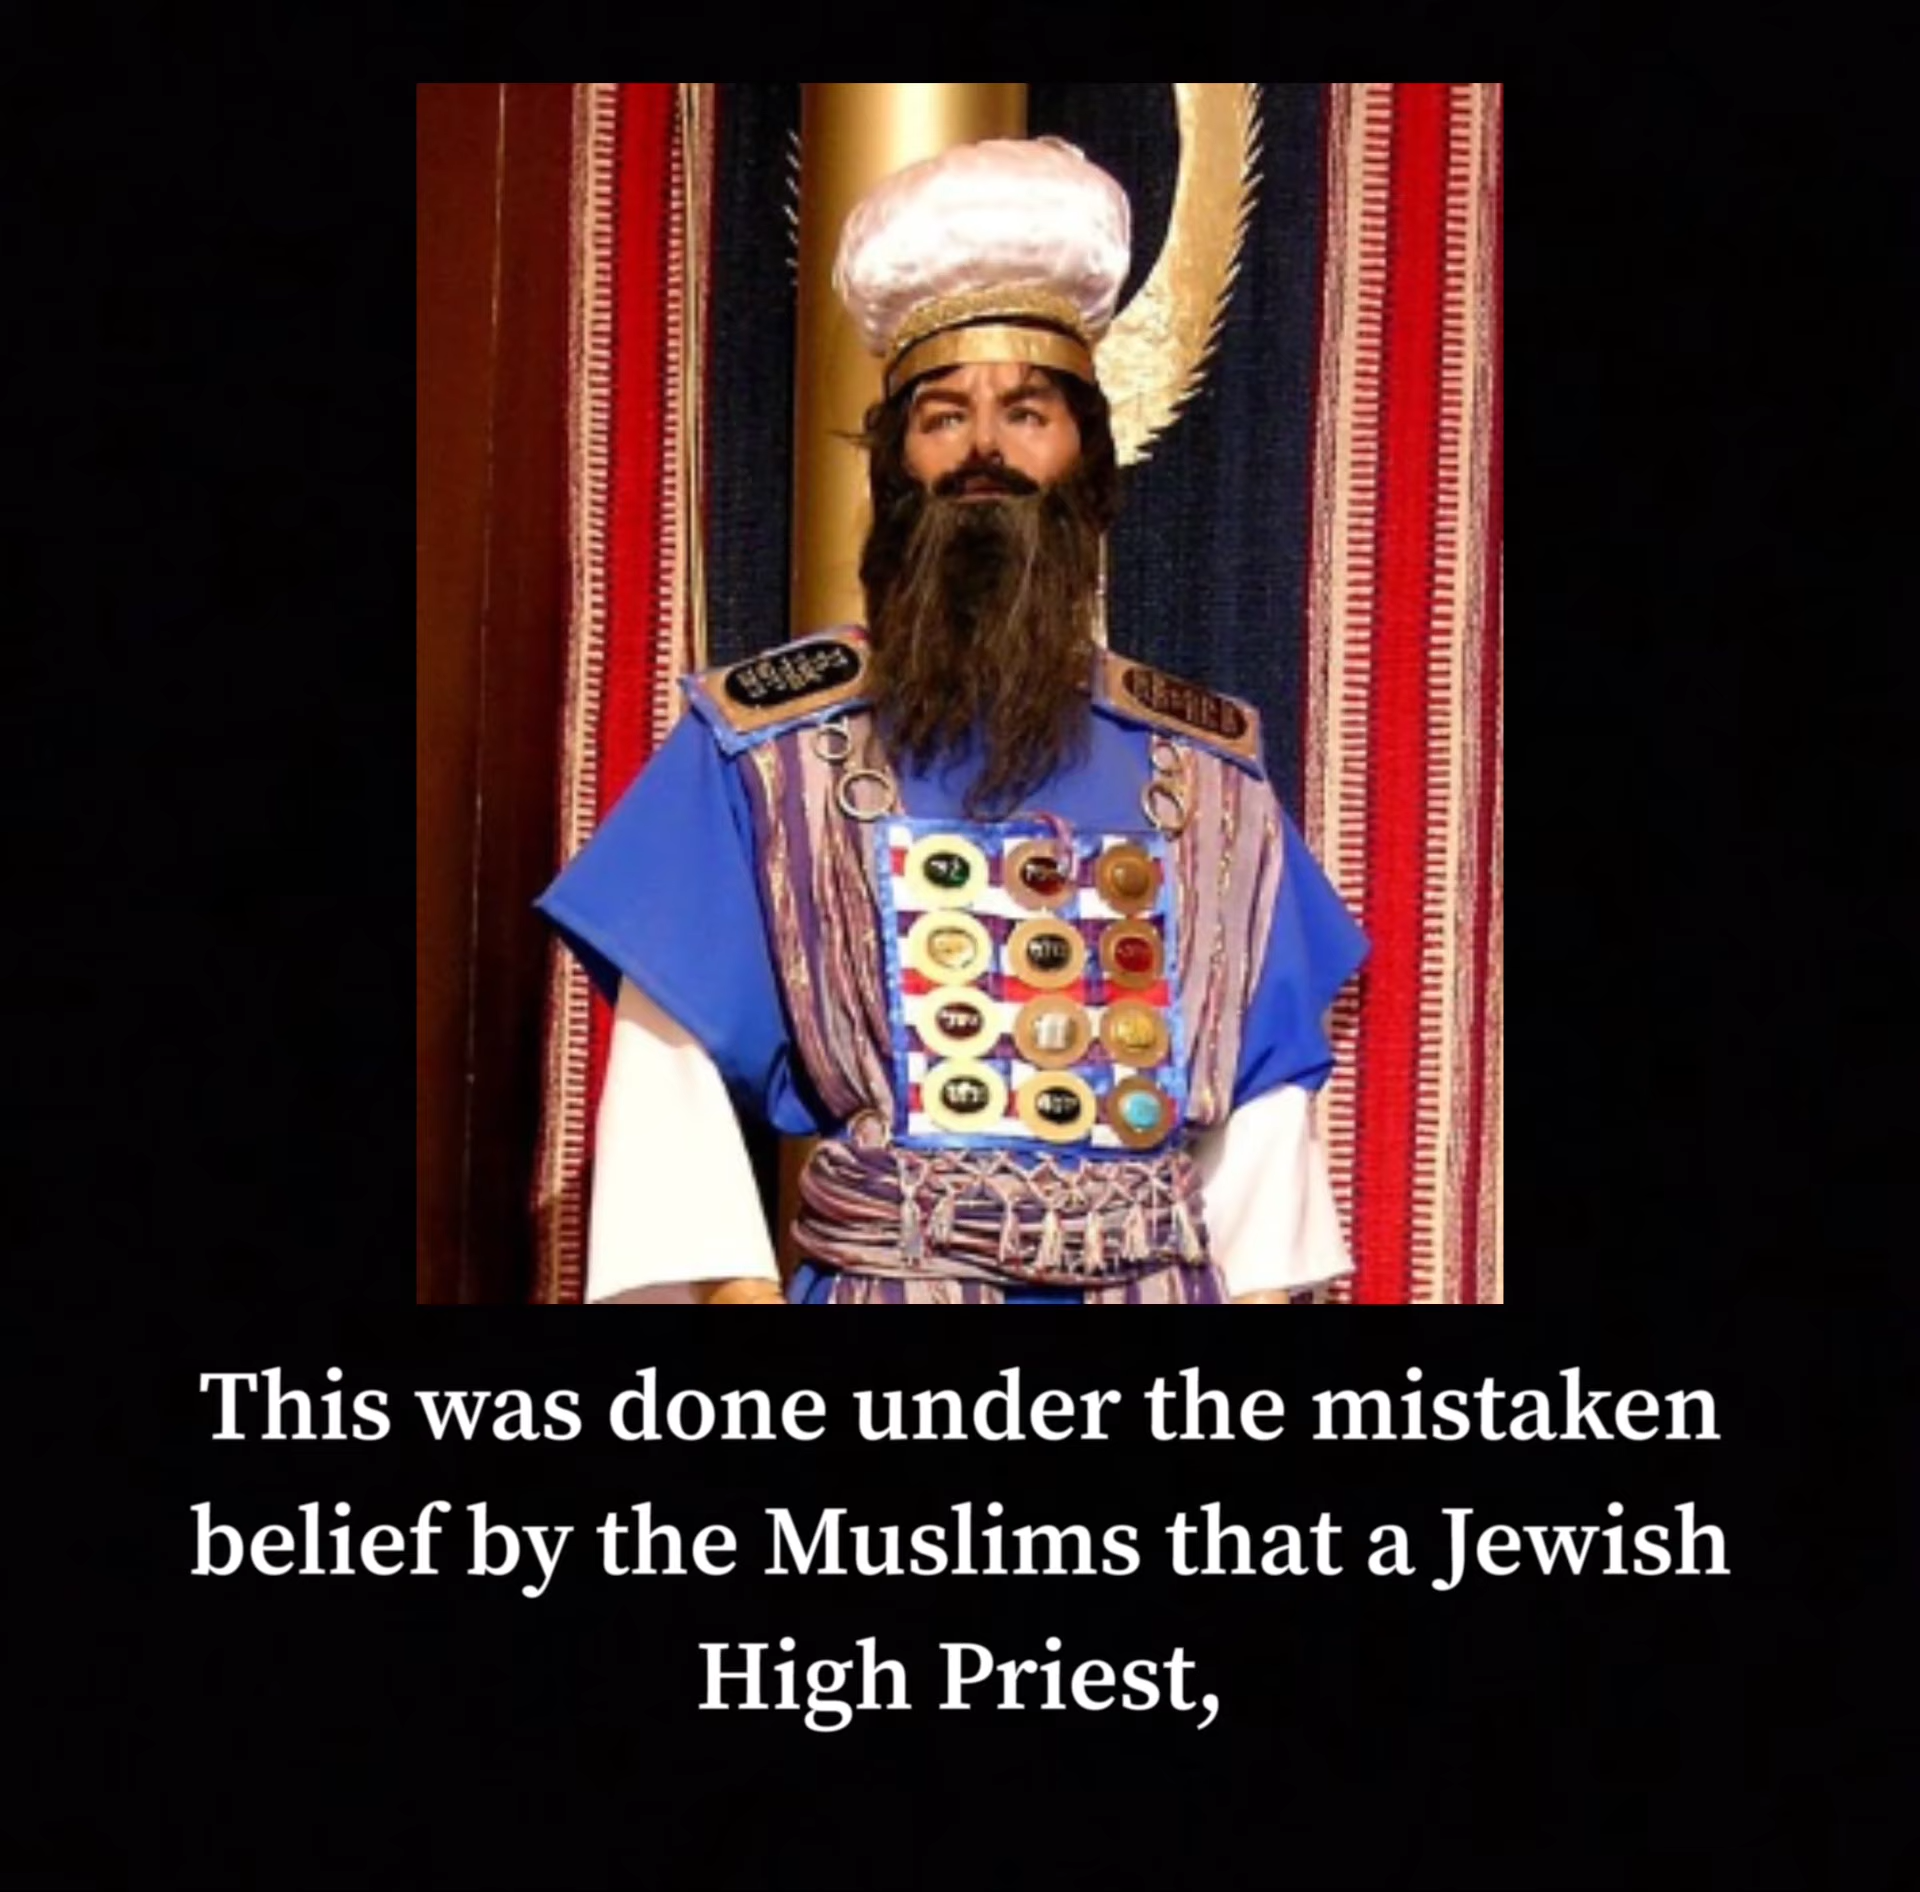 This was done under the mistaken
belief by the Muslims that a Jewish
High Priest,